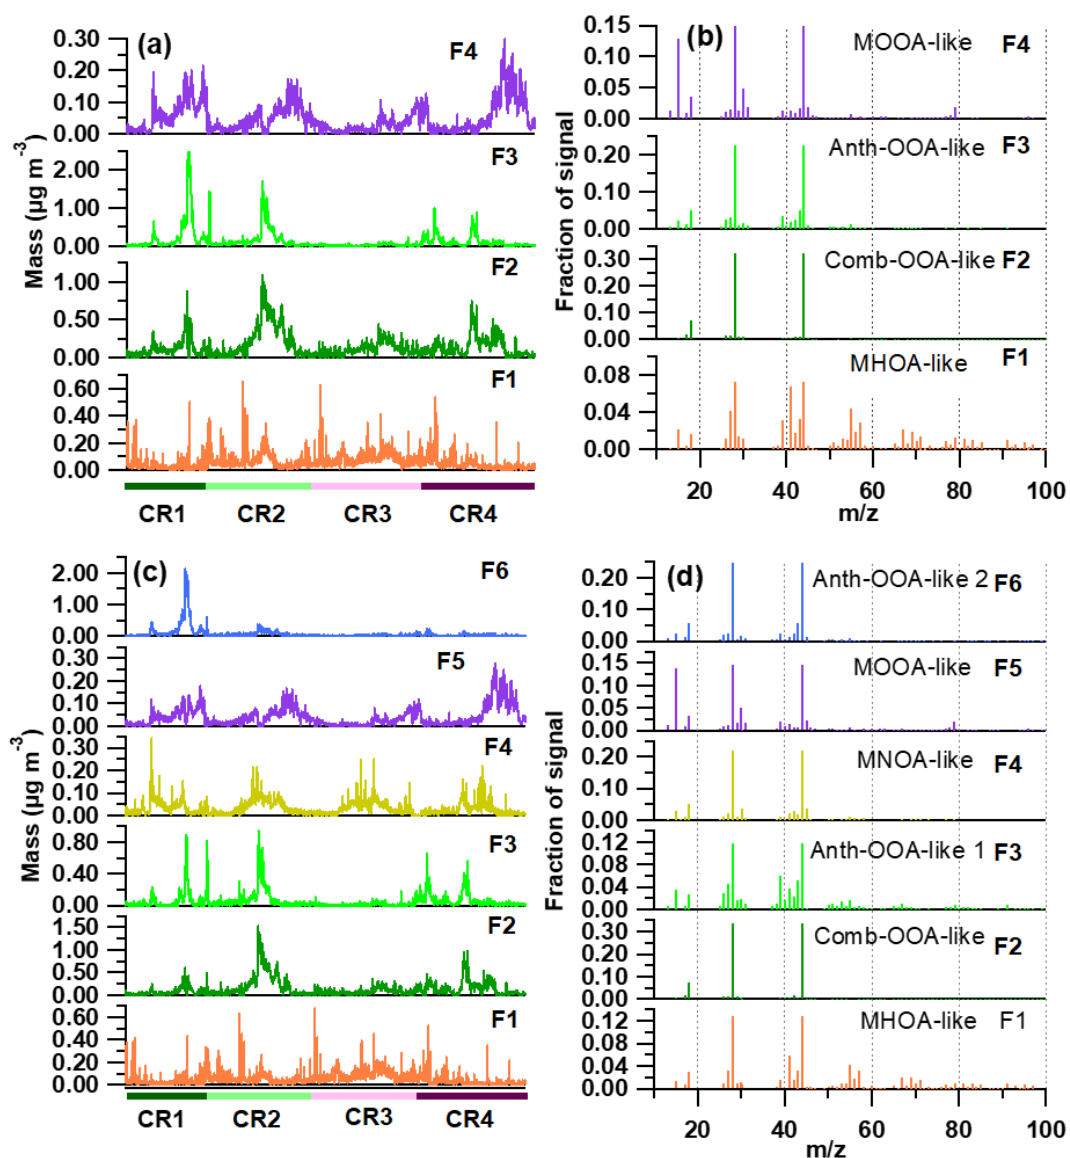 (a)
F4
0.30
0.20
0.10
0.00
F3
2.00
1.00
0.00
F2
1.00
0.50
0.00
F1
0.60
0.40
0.20
0.00
Mass (µg m⁻³)
CR1 CR2 CR3 CR4
(b)
MOOA-like F4
0.15
0.10
0.05
0.00
Anth-OOA-like F3
0.20
0.10
0.00
Comb-OOA-like F2
0.30
0.20
0.10
0.00
MHOA-like F1
0.08
0.04
0.00
Fraction of signal
20 40 60 80 100
m/z
(c)
F6
2.00
1.00
0.00
F5
0.30
0.20
0.10
0.00
F4
0.30
0.20
0.10
0.00
F3
0.80
0.40
0.00
F2
1.50
1.00
0.50
0.00
F1
0.60
0.40
0.20
0.00
Mass (µg m⁻³)
CR1 CR2 CR3 CR4
(d)
Anth-OOA-like 2 F6
0.20
0.10
0.00
MOOA-like F5
0.15
0.10
0.05
0.00
MNOA-like F4
0.20
0.10
0.00
Anth-OOA-like 1 F3
0.12
0.08
0.04
0.00
Comb-OOA-like F2
0.30
0.20
0.10
0.00
MHOA-like F1
0.12
0.08
0.04
0.00
Fraction of signal
20 40 60 80 100
m/z